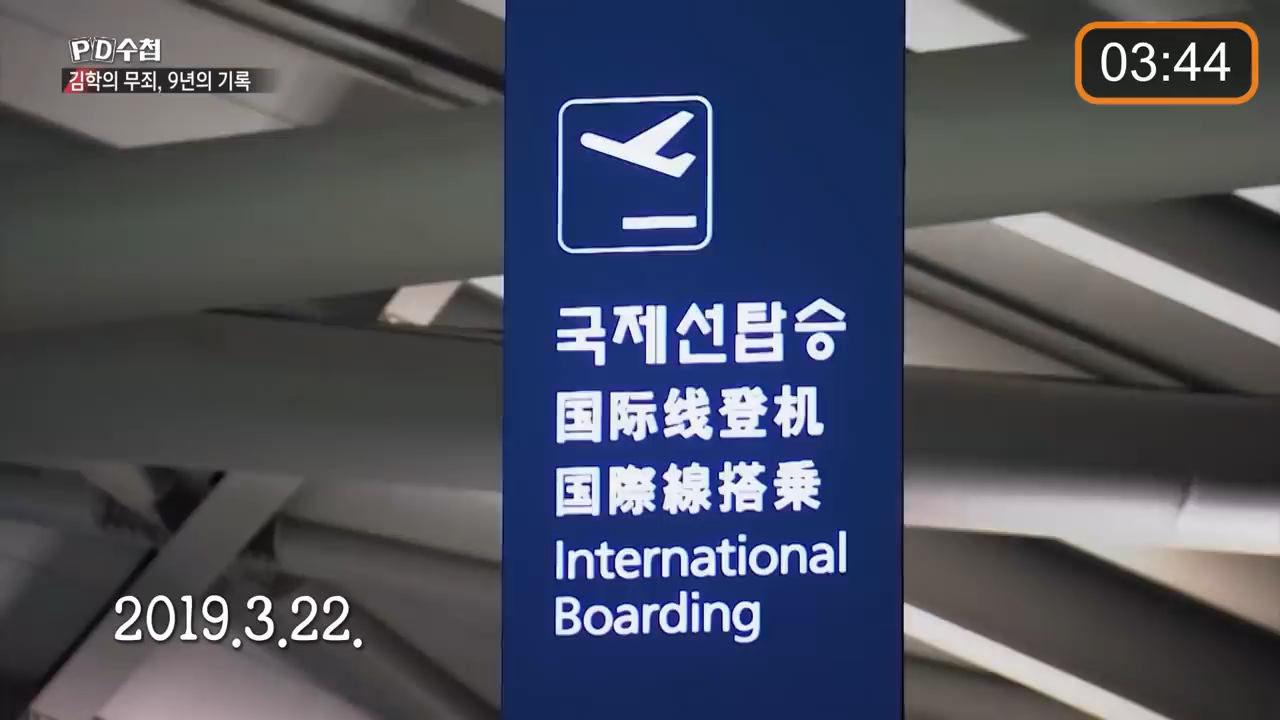 PD수첩
김학의 무죄, 9년의 기록
03:44
국제선탑승
国际线登机
国際線搭乗
International
Boarding
2019.3.22.